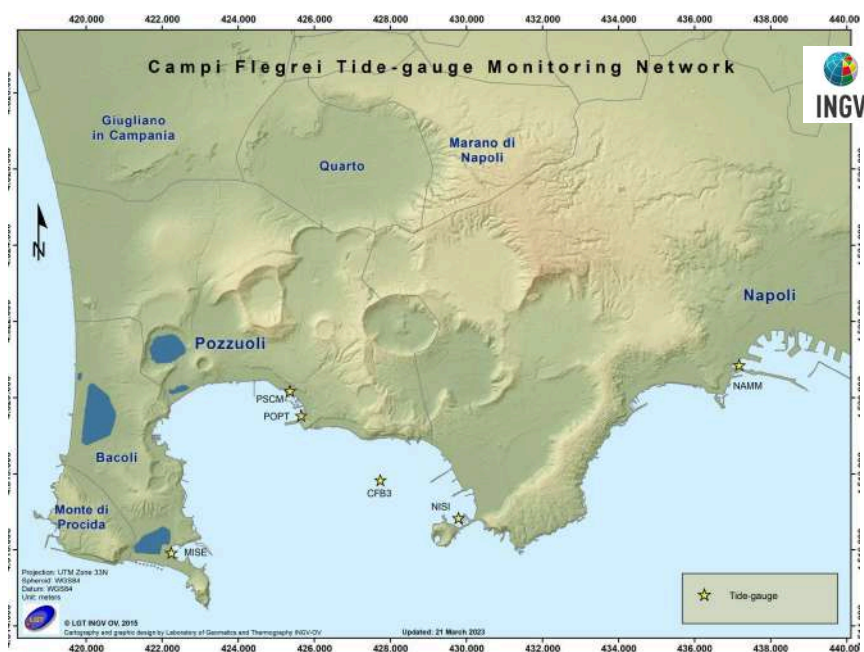 420.000 422.000 424.000 426.000 428.000 430.000 432.000 434.000 436.000 438.000 440.000
Campi Flegrei Tide-gauge Monitoring Network
INGV
Giugliano
in Campania
Marano di
Napoli
Quarto
N
Napoli
Pozzuoli
NAMM
PSCM
POPT
Bacoli
CFB3
NISI
Monte di
Procida
MISE
Projection: UTM Zone 33N
Spheroid: WGS84
Datum: WGS84
Unit: meters
Tide-gauge
LGT
© LGT INGV OV, 2015
Cartography and graphic design by Laboratory of Geomatics and Thermography INGV-OV
Updated: 21 March 2023
420.000 422.000 424.000 426.000 428.000 430.000 432.000 434.000 436.000 438.000 440.000